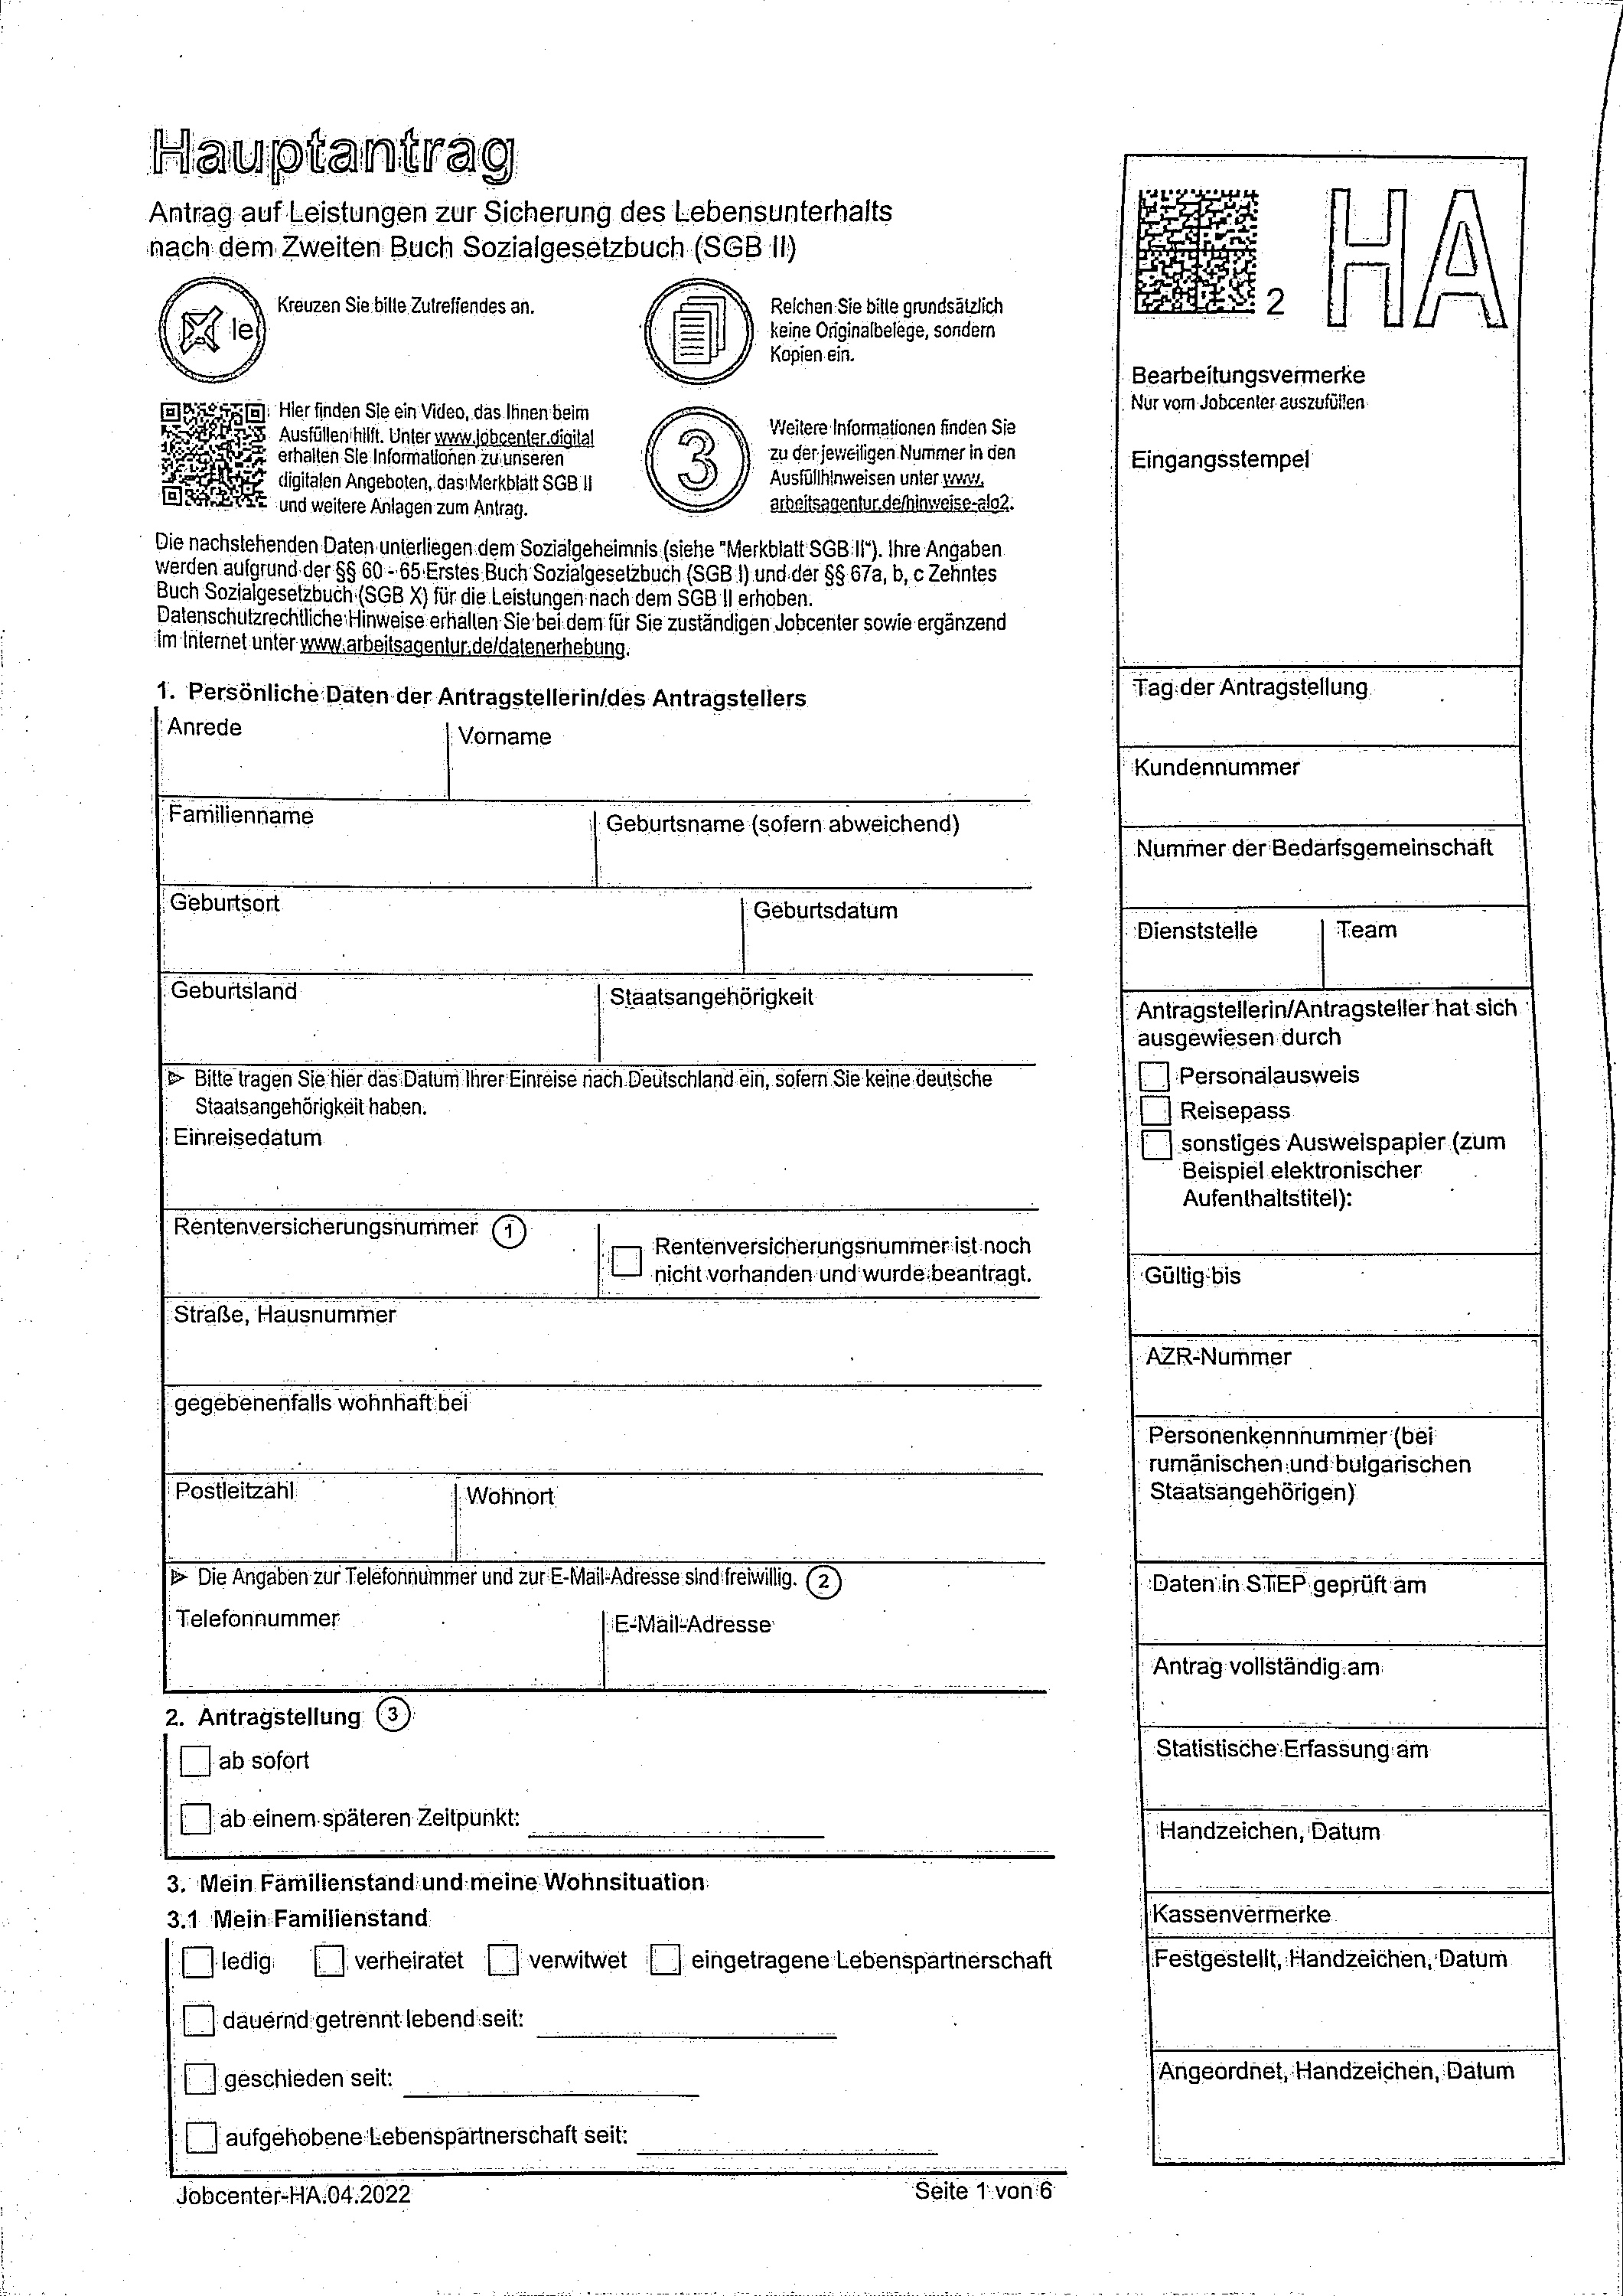 Hauptantrag
Antrag auf Leistungen zur Sicherung des Lebensunterhalts
nach dem Zweiten Buch Sozialgesetzbuch (SGB II)
Kreuzen Sie bitte Zutreffendes an.
Reichen Sie bitte grundsätzlich
keine Originalbelege, sondern
Kopien ein.
Hier finden Sie ein Video, das Ihnen beim
Ausfüllen hilft. Unter www.jobcenter.digital
erhalten Sie Informationen zu unseren
digitalen Angeboten, das Merkblatt SGB II
und weitere Anlagen zum Antrag.
3
Weitere Informationen finden Sie
zu der jeweiligen Nummer in den
Ausfüllhinweisen unter www.
arbeitsagentur.de/hinweise-alg2.
Die nachstehenden Daten unterliegen dem Sozialgeheimnis (siehe "Merkblatt SGB II"). Ihre Angaben
werden aufgrund der §§ 60 - 65 Erstes Buch Sozialgesetzbuch (SGB I) und der §§ 67a, b, c Zehntes
Buch Sozialgesetzbuch (SGB X) für die Leistungen nach dem SGB II erhoben.
Datenschutzrechtliche Hinweise erhalten Sie bei dem für Sie zuständigen Jobcenter sowie ergänzend
im Internet unter www.arbeitsagentur.de/datenerhebung.
1. Persönliche Daten der Antragstellerin/des Antragstellers
Anrede
Vorname
Familienname
Geburtsname (sofern abweichend)
Geburtsort
Geburtsdatum
Geburtsland
Staatsangehörigkeit
Bitte tragen Sie hier das Datum Ihrer Einreise nach Deutschland ein, sofern Sie keine deutsche
Staatsangehörigkeit haben.
Einreisedatum
Rentenversicherungsnummer 1
Rentenversicherungsnummer ist noch
nicht vorhanden und wurde beantragt.
Straße, Hausnummer
gegebenenfalls wohnhaft bei
Postleitzahl
Wohnort
Die Angaben zur Telefonnummer und zur E-Mail-Adresse sind freiwillig. 2
Telefonnummer
E-Mail-Adresse
2. Antragstellung 3
ab sofort
ab einem späteren Zeitpunkt:
3. Mein Familienstand und meine Wohnsituation
3.1 Mein Familienstand
ledig verheiratet verwitwet eingetragene Lebenspartnerschaft
dauernd getrennt lebend seit:
geschieden seit:
aufgehobene Lebenspartnerschaft seit:
Jobcenter-HA.04.2022
Seite 1 von 6
2 HA
Bearbeitungsvermerke
Nur vom Jobcenter auszufüllen
Eingangsstempel
Tag der Antragstellung
Kundennummer
Nummer der Bedarfsgemeinschaft
Dienststelle
Team
Antragstellerin/Antragsteller hat sich
ausgewiesen durch
Personalausweis
Reisepass
sonstiges Ausweispapier (zum
Beispiel elektronischer
Aufenthaltstitel):
Gültig bis
AZR-Nummer
Personenkennnummer (bei
rumänischen und bulgarischen
Staatsangehörigen)
Daten in STEP geprüft am
Antrag vollständig am
Statistische Erfassung am
Handzeichen, Datum
Kassenvermerke
Festgestellt, Handzeichen, Datum
Angeordnet, Handzeichen, Datum